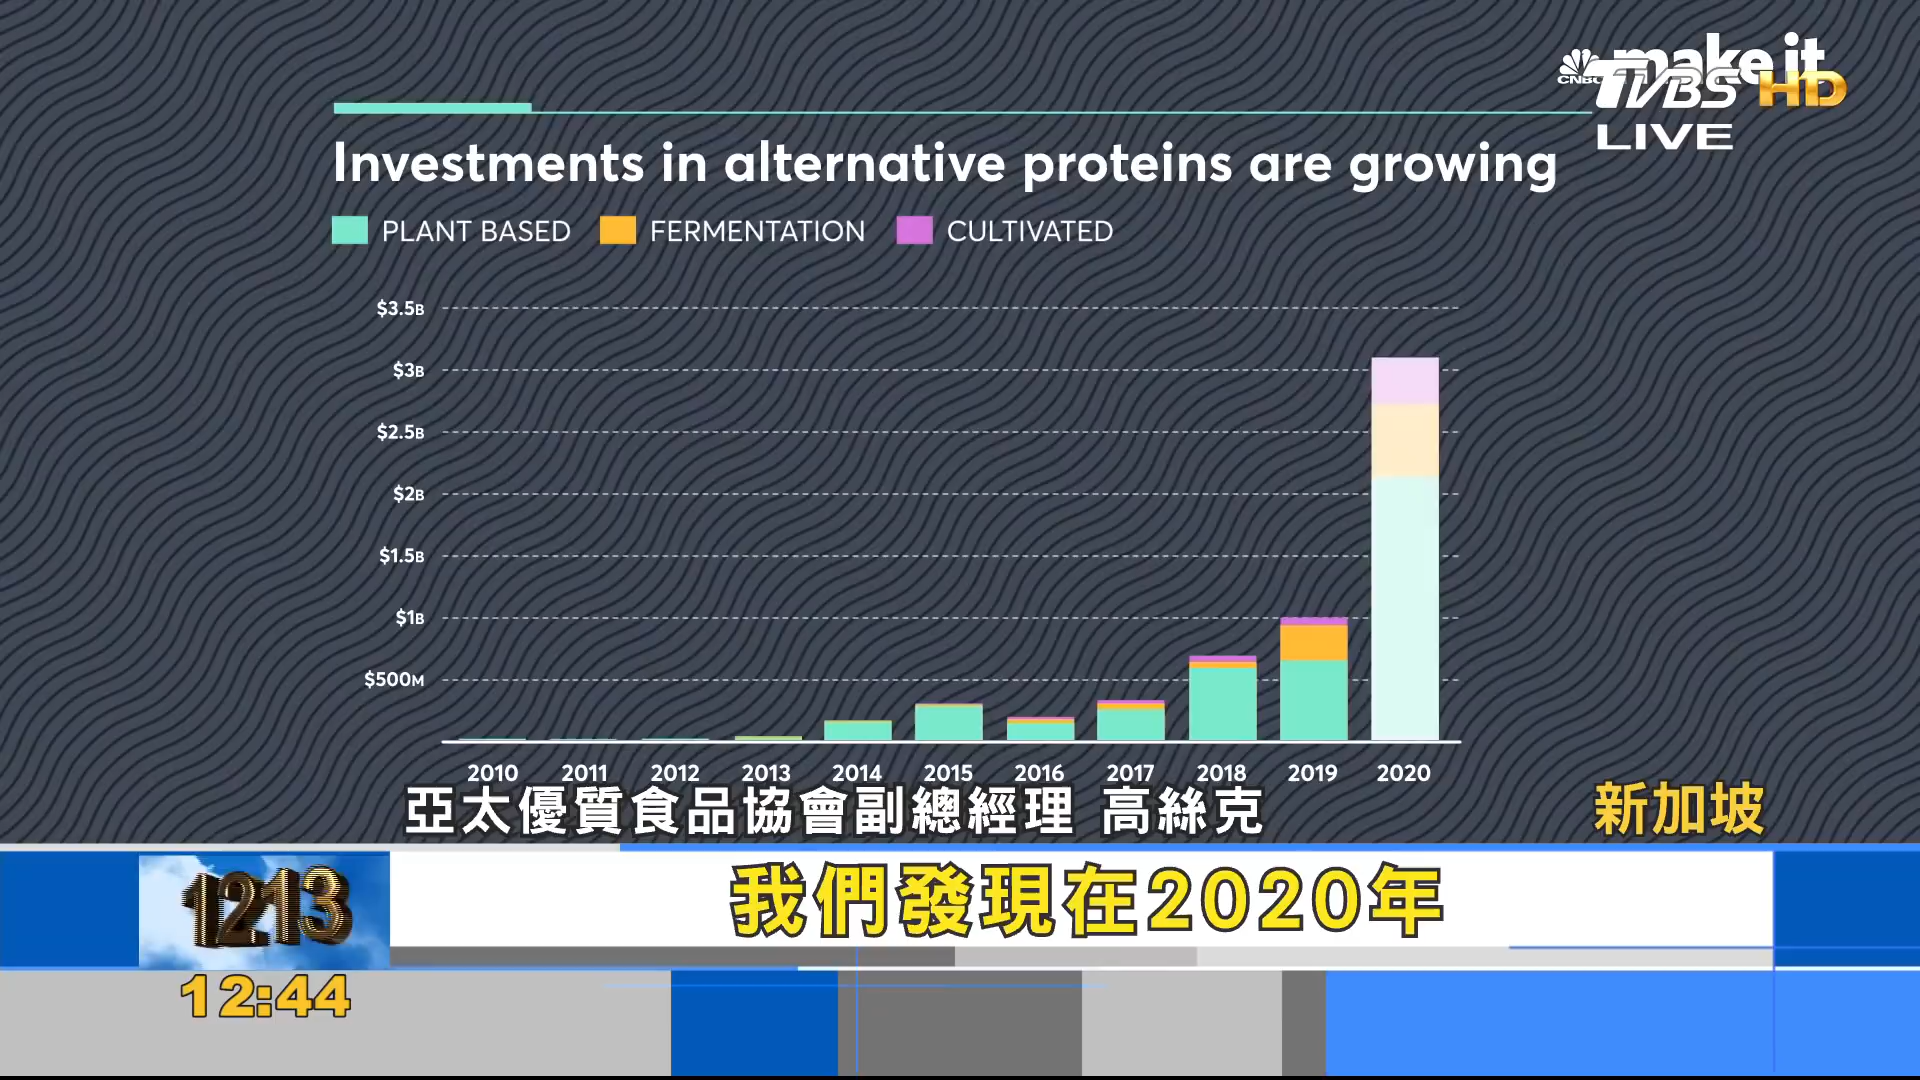 CNBC make it
TVBS HD
LIVE
Investments in alternative proteins are growing
PLANT BASED FERMENTATION CULTIVATED
$3.5B
$3B
$2.5B
$2B
$1.5B
$1B
$500M
2010 2011 2012 2013 2014 2015 2016 2017 2018 2019 2020
亞太優質食品協會副總經理 高絲克 新加坡
1213 我們發現在2020年
12:44